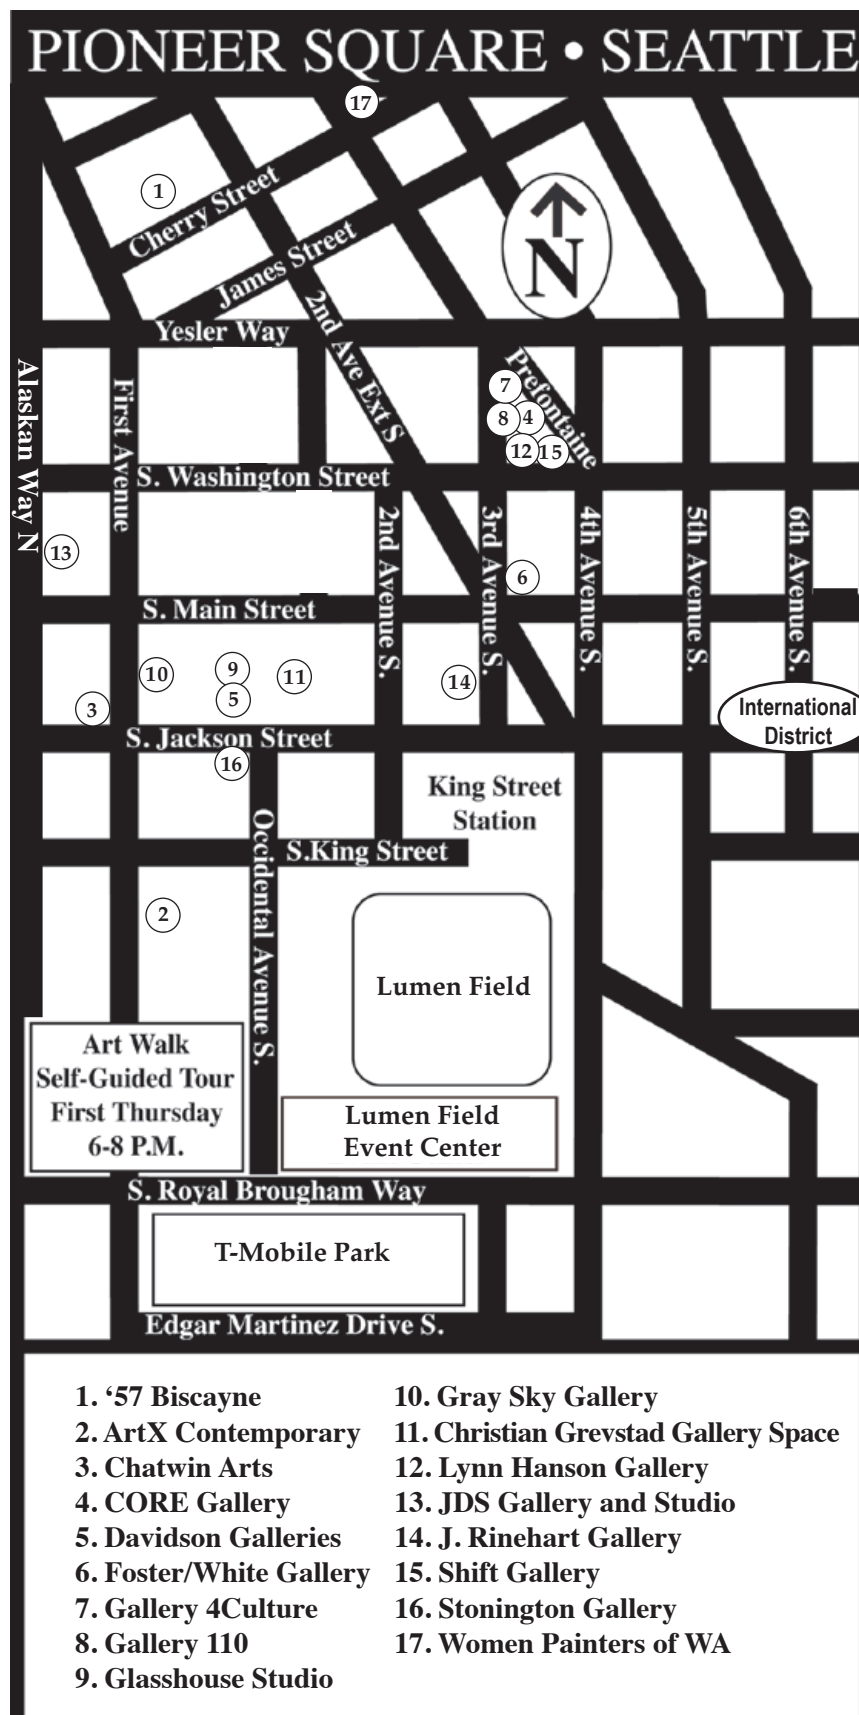 PIONEER SQUARE • SEATTLE
17
1
Cherry Street
James Street
N
Yesler Way
2nd Ave Ext S
Prefontaine
7
8
4
12
15
Alaskan Way N
First Avenue
S. Washington Street
13
2nd Avenue S.
3rd Avenue S.
4th Avenue S.
5th Avenue S.
6th Avenue S.
6
S. Main Street
10
9
5
11
14
3
International
District
S. Jackson Street
16
King Street
Station
Occidental Avenue S.
S.King Street
2
Lumen Field
Art Walk
Self-Guided Tour
First Thursday
6-8 P.M.
Lumen Field
Event Center
S. Royal Brougham Way
T-Mobile Park
Edgar Martinez Drive S.
1. ‘57 Biscayne
2. ArtX Contemporary
3. Chatwin Arts
4. CORE Gallery
5. Davidson Galleries
6. Foster/White Gallery
7. Gallery 4Culture
8. Gallery 110
9. Glasshouse Studio
10. Gray Sky Gallery
11. Christian Grevstad Gallery Space
12. Lynn Hanson Gallery
13. JDS Gallery and Studio
14. J. Rinehart Gallery
15. Shift Gallery
16. Stonington Gallery
17. Women Painters of WA